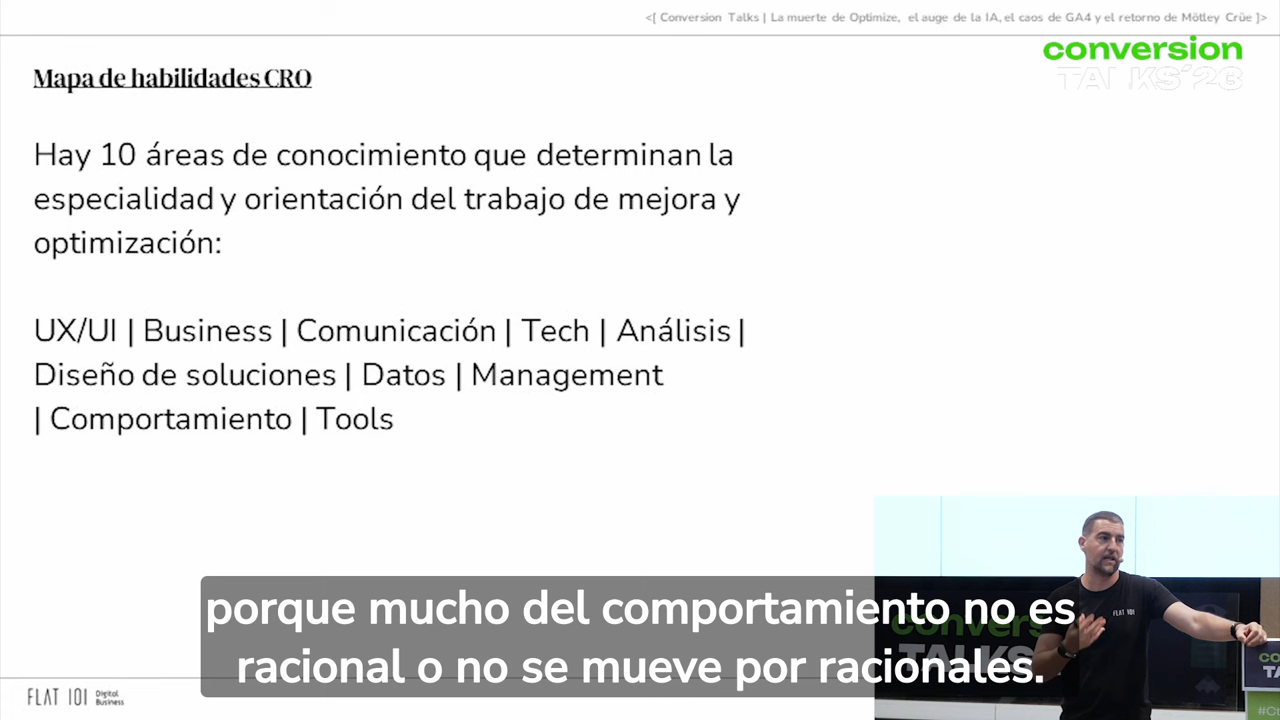 <[ Conversion Talks | La muerte de Optimize, el auge de la IA, el caos de GA4 y el retorno de Mötley Crüe ]>
conversion
TALKS'23
Mapa de habilidades CRO
Hay 10 áreas de conocimiento que determinan la
especialidad y orientación del trabajo de mejora y
optimización:
UX/UI | Business | Comunicación | Tech | Análisis |
Diseño de soluciones | Datos | Management
| Comportamiento | Tools
FLAT 101
porque mucho del comportamiento no es
racional o no se mueve por racionales.
FLAT 101 Digital
Business